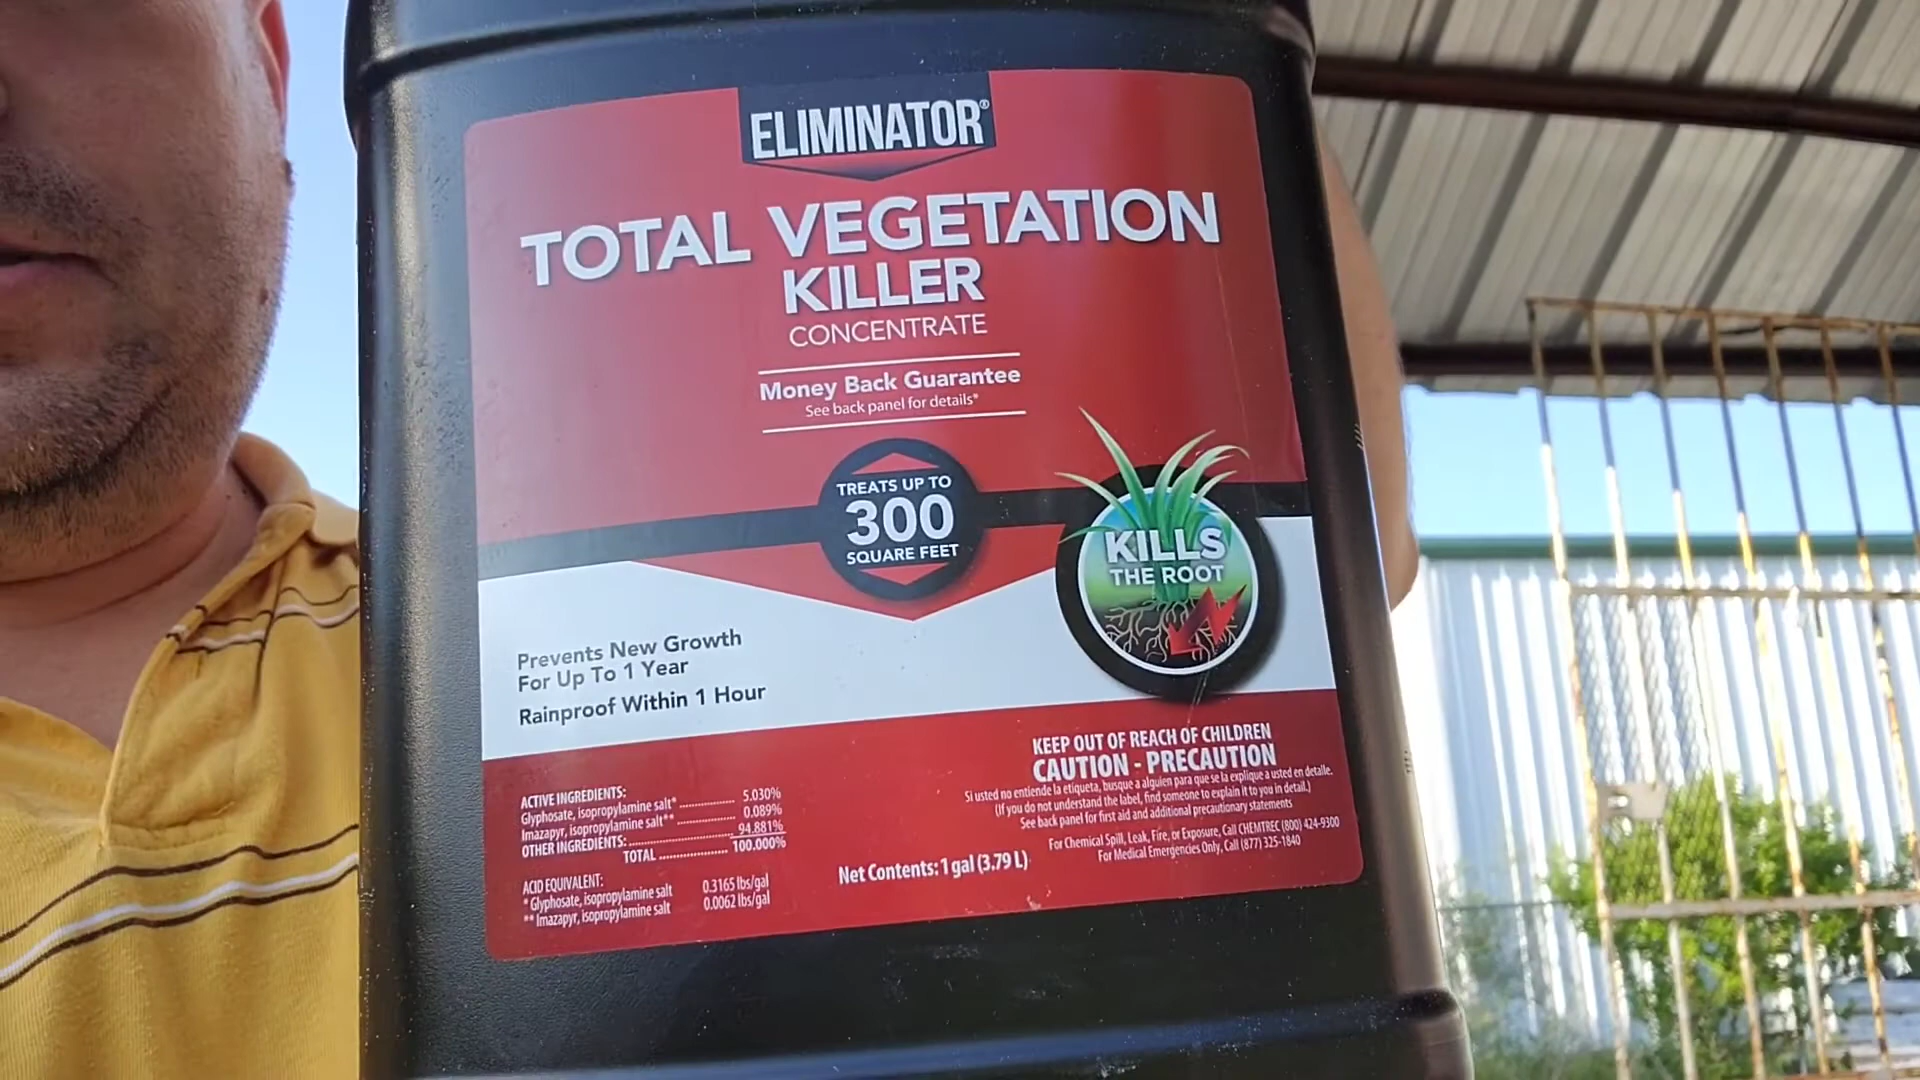 ELIMINATOR®
TOTAL VEGETATION
KILLER
CONCENTRATE
Money Back Guarantee
See back panel for details*
TREATS UP TO
300
SQUARE FEET
KILLS
THE ROOT
Prevents New Growth
For Up To 1 Year
Rainproof Within 1 Hour
KEEP OUT OF REACH OF CHILDREN
CAUTION - PRECAUTION
Si usted no entiende la etiqueta, busque a alguien para que se la explique a usted en detalle.
(If you do not understand the label, find someone to explain it to you in detail.)
See back panel for first aid and additional precautionary statements
For Chemical Spill, Leak, Fire, or Exposure, Call CHEMTREC (800) 424-9300
For Medical Emergencies Only, Call (877) 325-1840
ACTIVE INGREDIENTS:
Glyphosate, isopropylamine salt* ................ 5.030%
Imazapyr, isopropylamine salt** ................ 0.089%
OTHER INGREDIENTS: ........................ 94.881%
TOTAL .................... 100.000%
ACID EQUIVALENT:
* Glyphosate, isopropylamine salt 0.3165 lbs/gal
** Imazapyr, isopropylamine salt 0.0062 lbs/gal
Net Contents: 1 gal (3.79 L)